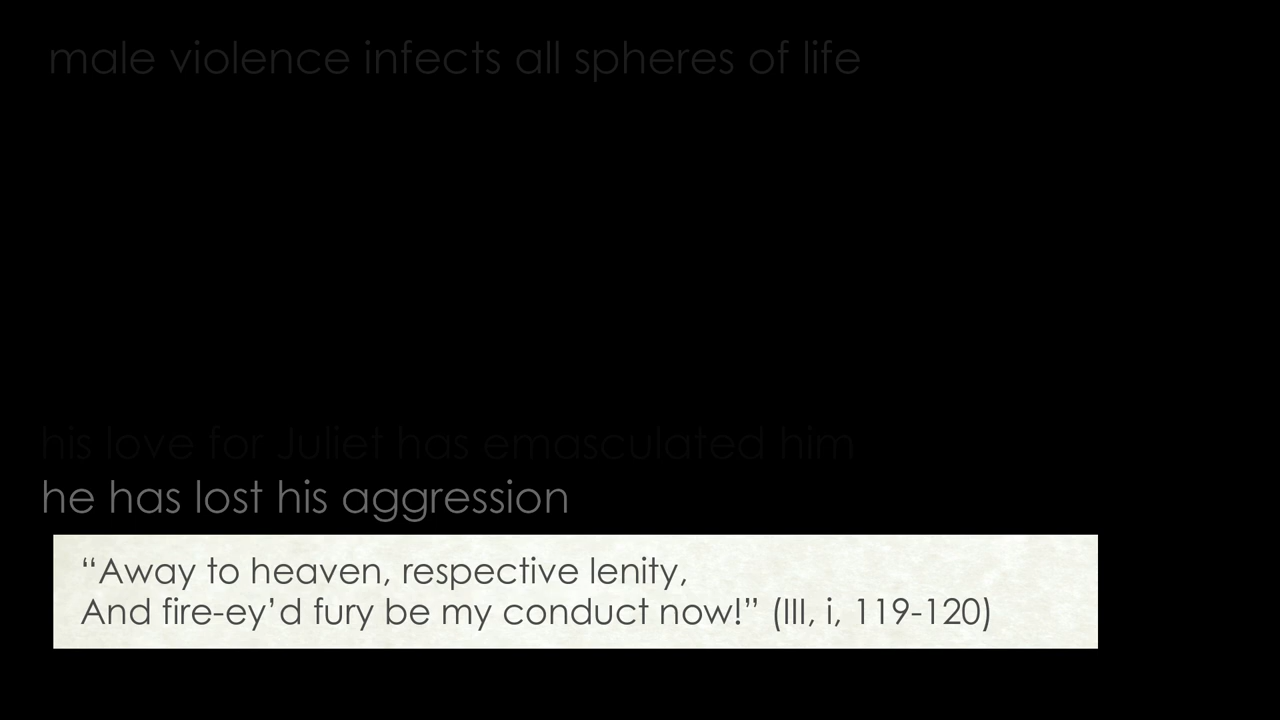 male violence infects all spheres of life
his love for Juliet has emasculated him
he has lost his aggression
“Away to heaven, respective lenity,
And fire-ey’d fury be my conduct now!” (III, i, 119-120)